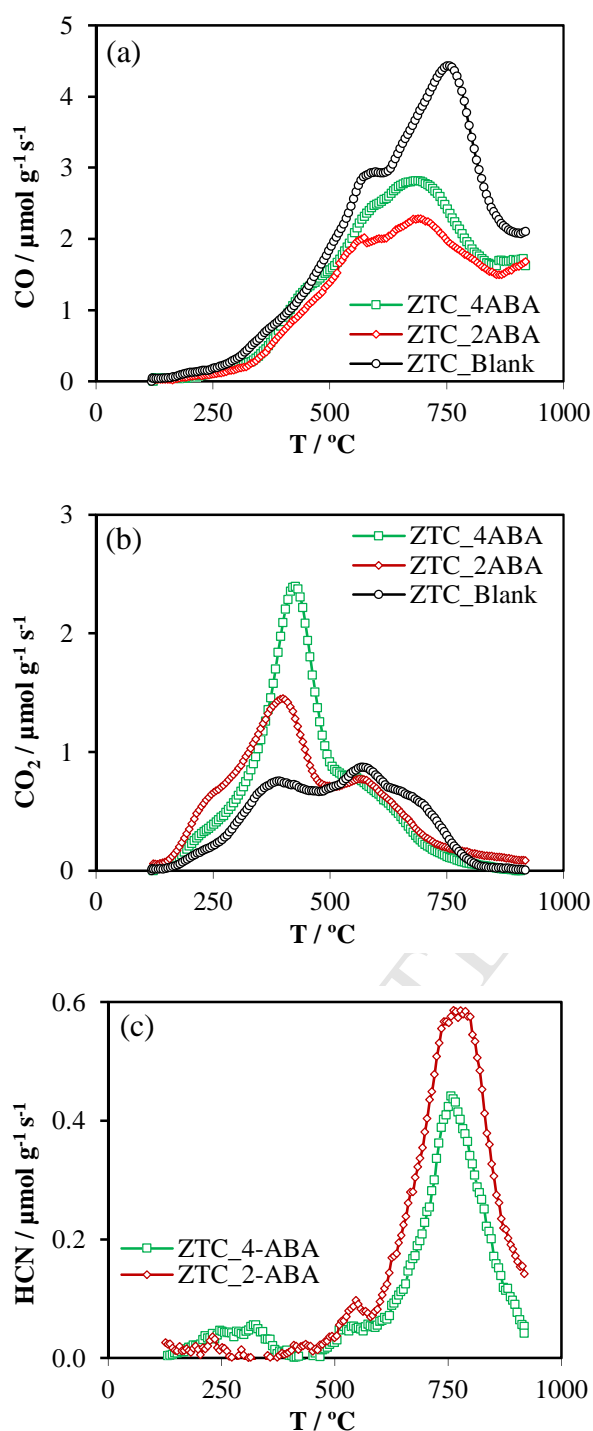 (a)
5
4
3
2
1
0
CO / µmol g⁻¹ s⁻¹
ZTC_4ABA
ZTC_2ABA
ZTC_Blank
0 250 500 750 1000
T / ºC
(b)
3
2
1
0
CO₂ / µmol g⁻¹ s⁻¹
ZTC_4ABA
ZTC_2ABA
ZTC_Blank
0 250 500 750 1000
T / ºC
(c)
0.6
0.4
0.2
0.0
HCN / µmol g⁻¹ s⁻¹
ZTC_4-ABA
ZTC_2-ABA
0 250 500 750 1000
T / ºC